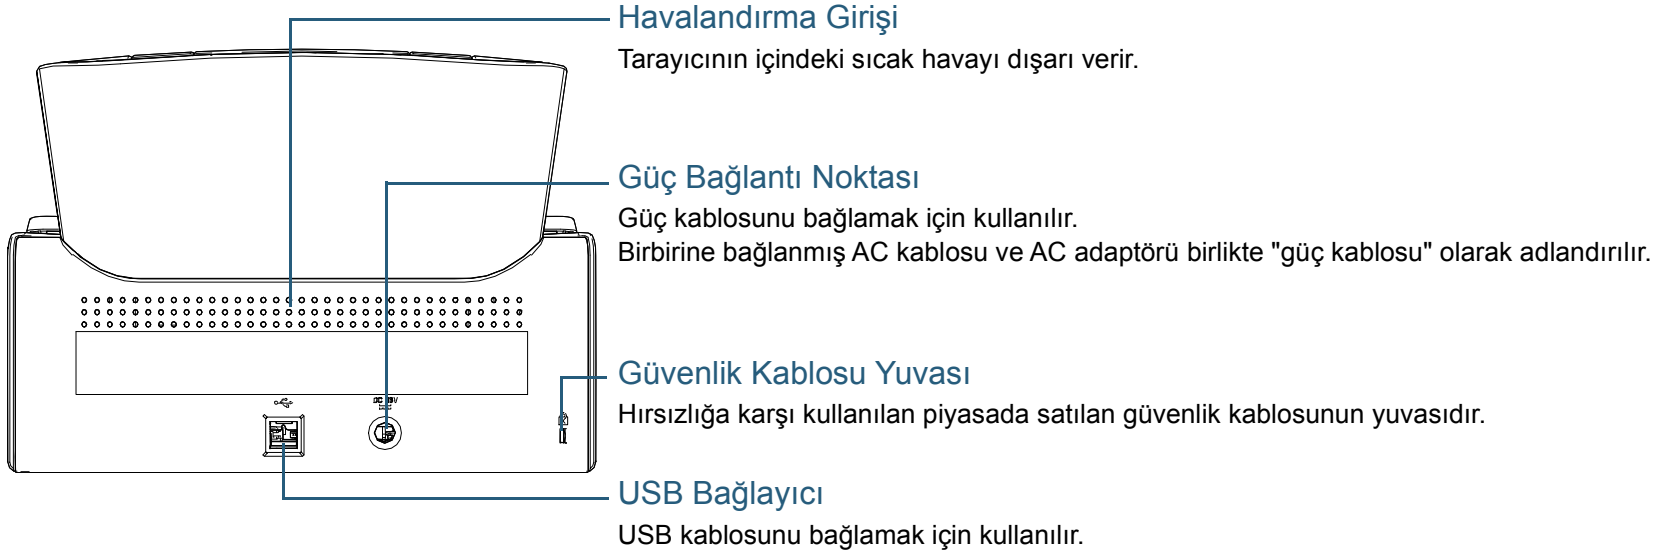 Havalandırma Girişi
Tarayıcının içindeki sıcak havayı dışarı verir.
Güç Bağlantı Noktası
Güç kablosunu bağlamak için kullanılır.
Birbirine bağlanmış AC kablosu ve AC adaptörü birlikte "güç kablosu" olarak adlandırılır.
Güvenlik Kablosu Yuvası
Hırsızlığa karşı kullanılan piyasada satılan güvenlik kablosunun yuvasıdır.
USB Bağlayıcı
USB kablosunu bağlamak için kullanılır.